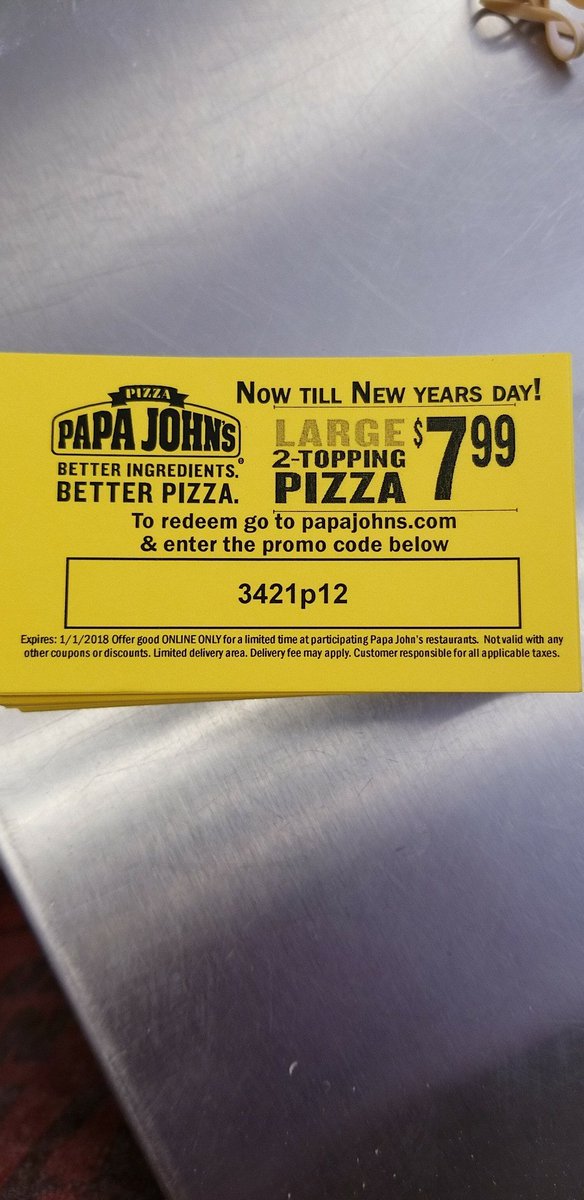 PIZZA
PAPA JOHN'S®
BETTER INGREDIENTS.
BETTER PIZZA.
NOW TILL NEW YEARS DAY!
LARGE
2-TOPPING
PIZZA
$7 99
To redeem go to papajohns.com
& enter the promo code below
3421p12
Expires: 1/1/2018 Offer good ONLINE ONLY for a limited time at participating Papa John's restaurants. Not valid with any
other coupons or discounts. Limited delivery area. Delivery fee may apply. Customer responsible for all applicable taxes.